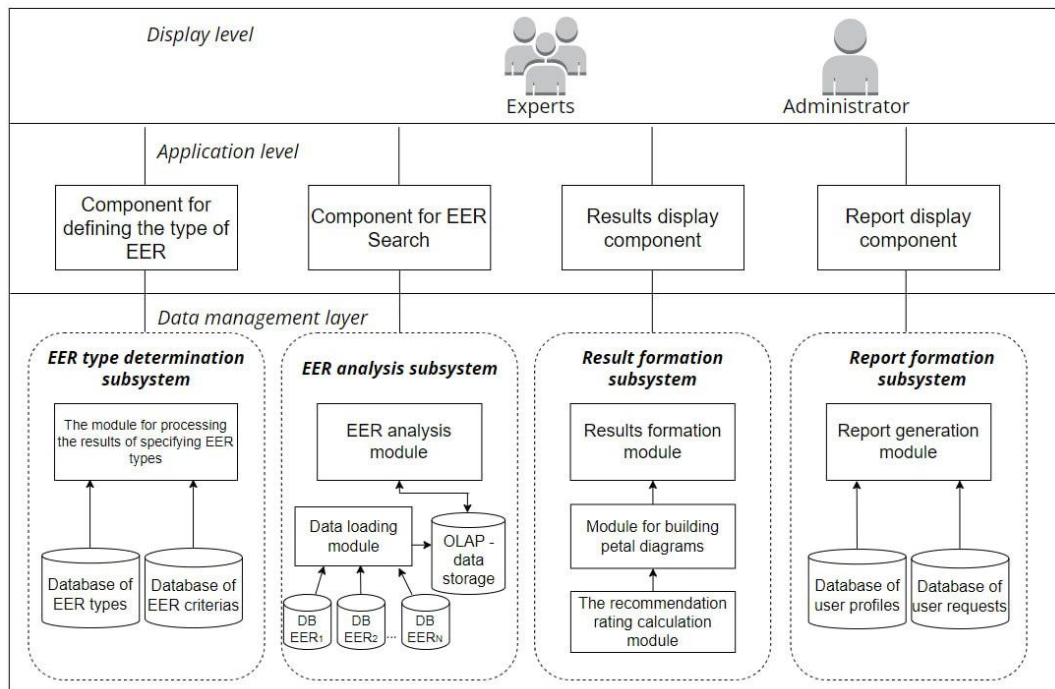 Display level
Experts
Administrator
Application level
Component for
defining the type of
EER
Component for EER
Search
Results display
component
Report display
component
Data management layer
EER type determination
subsystem
The module for processing
the results of specifying EER
types
Database of
EER types
Database of
EER criterias
EER analysis subsystem
EER analysis
module
Data loading
module
OLAP -
data
storage
DB
EER1
DB
EER2
...
DB
EERN
Result formation
subsystem
Results formation
module
Module for building
petal diagrams
The recommendation
rating calculation
module
Report formation
subsystem
Report generation
module
Database of
user profiles
Database of
user requests